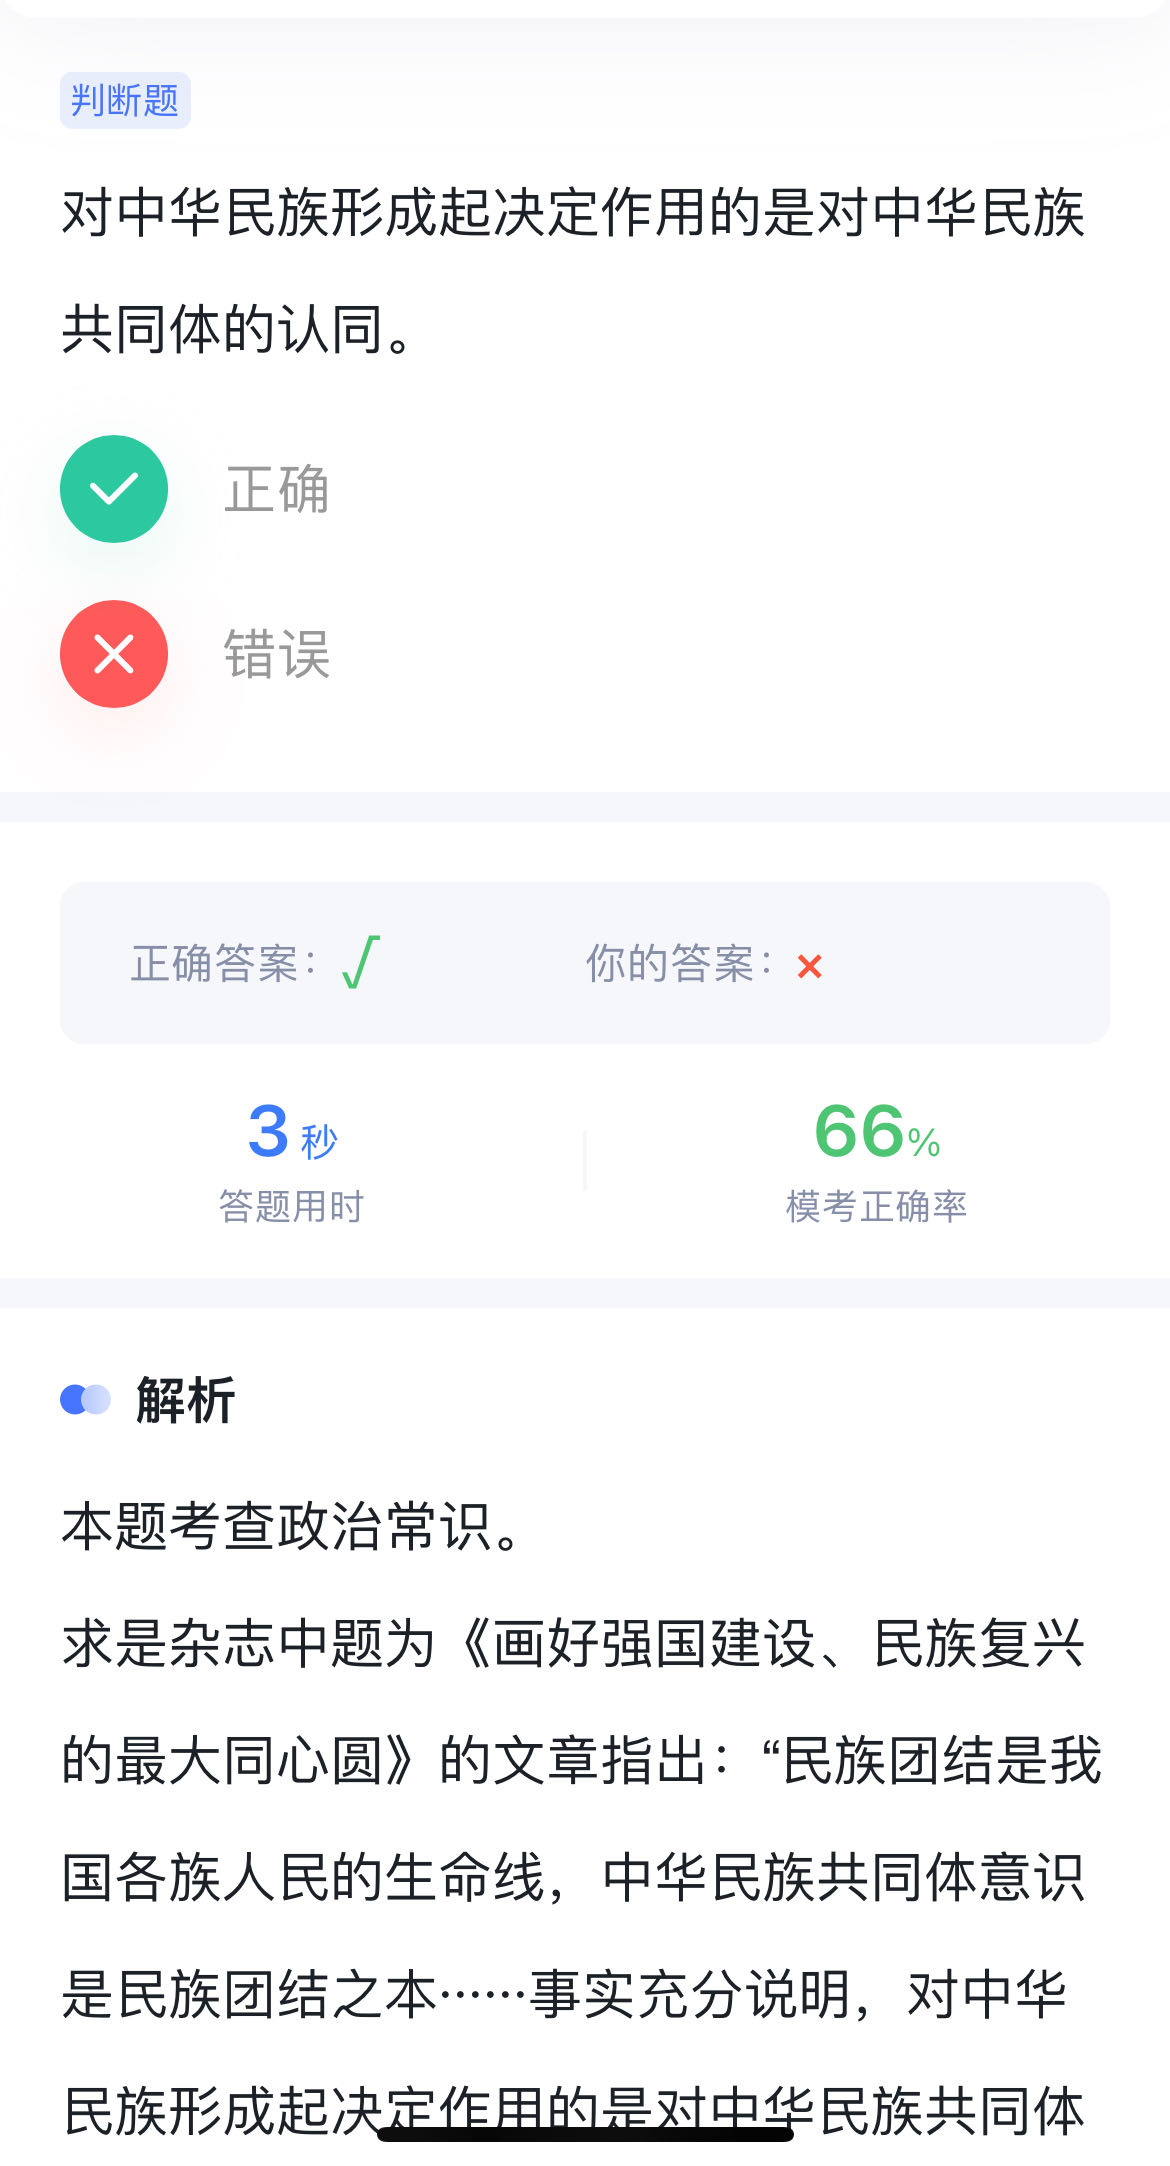 判断题
对中华民族形成起决定作用的是对中华民族
共同体的认同。
正确
错误
正确答案：√ 你的答案：×
3 秒 66%
答题用时 模考正确率
解析
本题考查政治常识。
求是杂志中题为《画好强国建设、民族复兴
的最大同心圆》的文章指出：“民族团结是我
国各族人民的生命线，中华民族共同体意识
是民族团结之本……事实充分说明，对中华
民族形成起决定作用的是对中华民族共同体